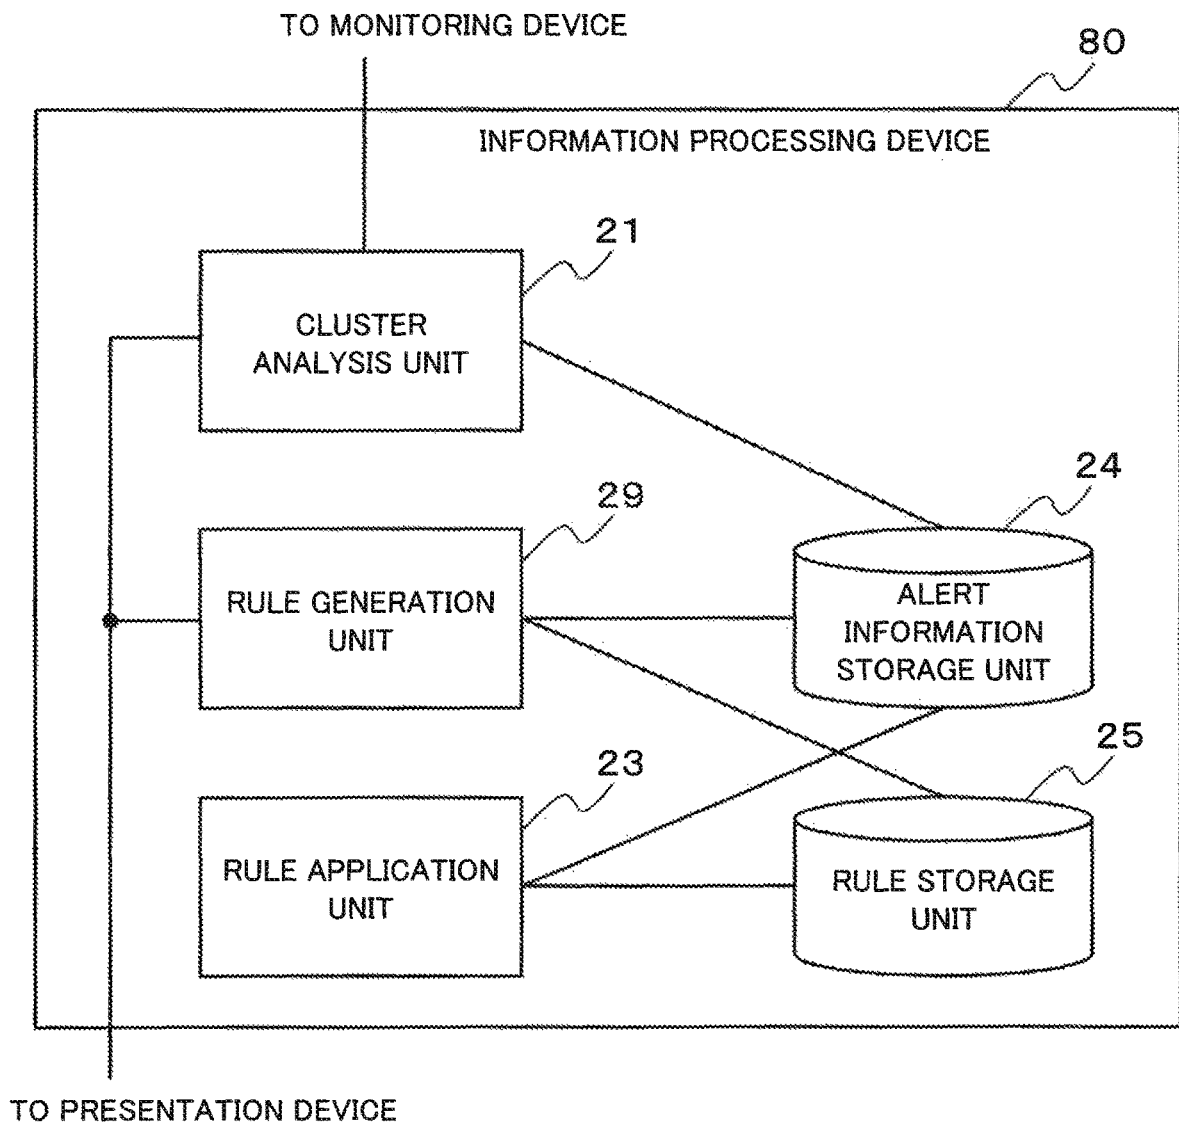 TO MONITORING DEVICE
80
INFORMATION PROCESSING DEVICE
21
CLUSTER
ANALYSIS UNIT
24
29
RULE GENERATION
UNIT
ALERT
INFORMATION
STORAGE UNIT
25
23
RULE APPLICATION
UNIT
RULE STORAGE
UNIT
TO PRESENTATION DEVICE